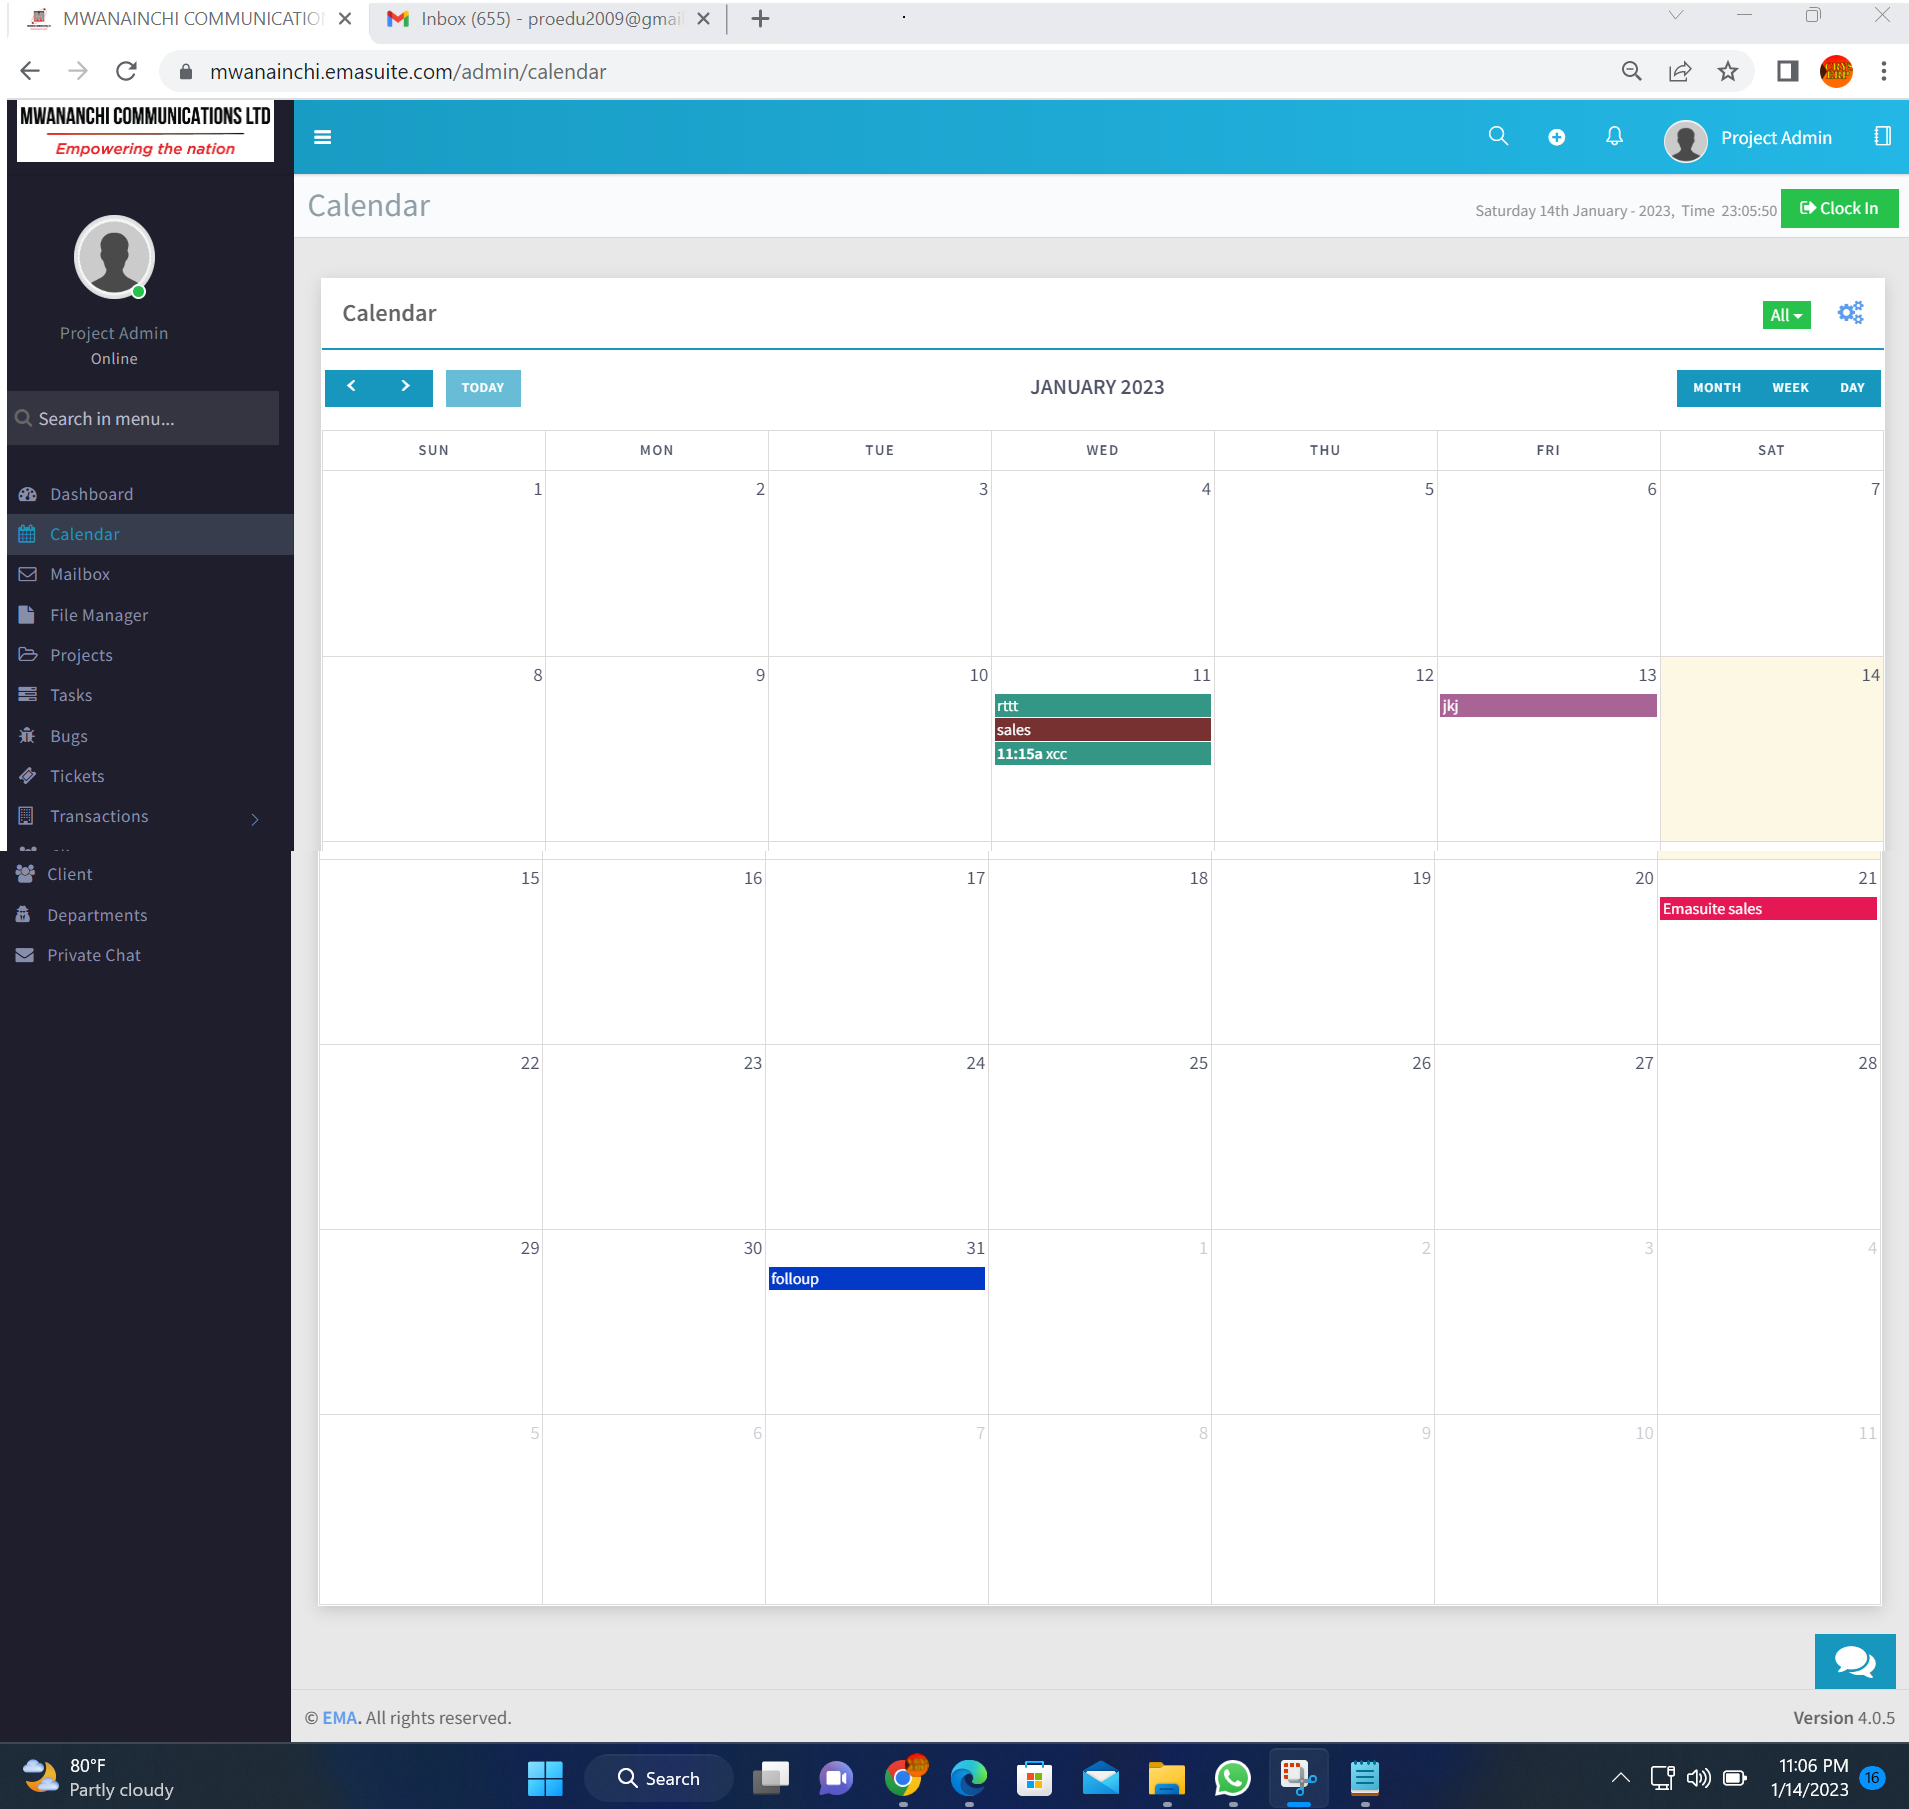 MWANAINCHI COMMUNICATIO
Inbox (655) - proedu2009@gmail
mwanainchi.emasuite.com/admin/calendar
MWANANCHI COMMUNICATIONS LTD
Empowering the nation
Project Admin
Calendar
Saturday 14th January - 2023, Time 23:05:50
Clock In
Project Admin
Online
Search in menu...
Dashboard
Calendar
Mailbox
File Manager
Projects
Tasks
Bugs
Tickets
Transactions
Client
Departments
Private Chat
Calendar
All
TODAY
JANUARY 2023
MONTH WEEK DAY
SUN MON TUE WED THU FRI SAT
1 2 3 4 5 6 7
8 9 10 11 12 13 14
rttt jkj
sales
11:15a xcc
15 16 17 18 19 20 21
Emasuite sales
22 23 24 25 26 27 28
29 30 31 1 2 3 4
folloup
5 6 7 8 9 10 11
© EMA. All rights reserved.
Version 4.0.5
80°F
Partly cloudy
Search
11:06 PM
1/14/2023
16